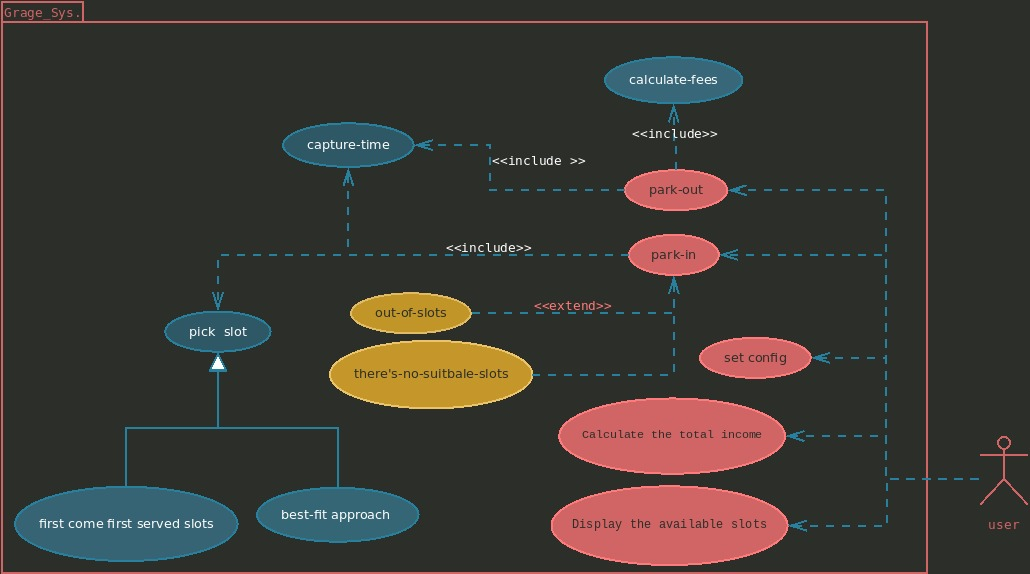 Grage_Sys.
calculate-fees
<<include>>
capture-time
<<include >>
park-out
<<include>>
park-in
<<extend>>
out-of-slots
pick  slot
set config
there's-no-suitbale-slots
Calculate the total income
first come first served slots
best-fit approach
Display the available slots
user